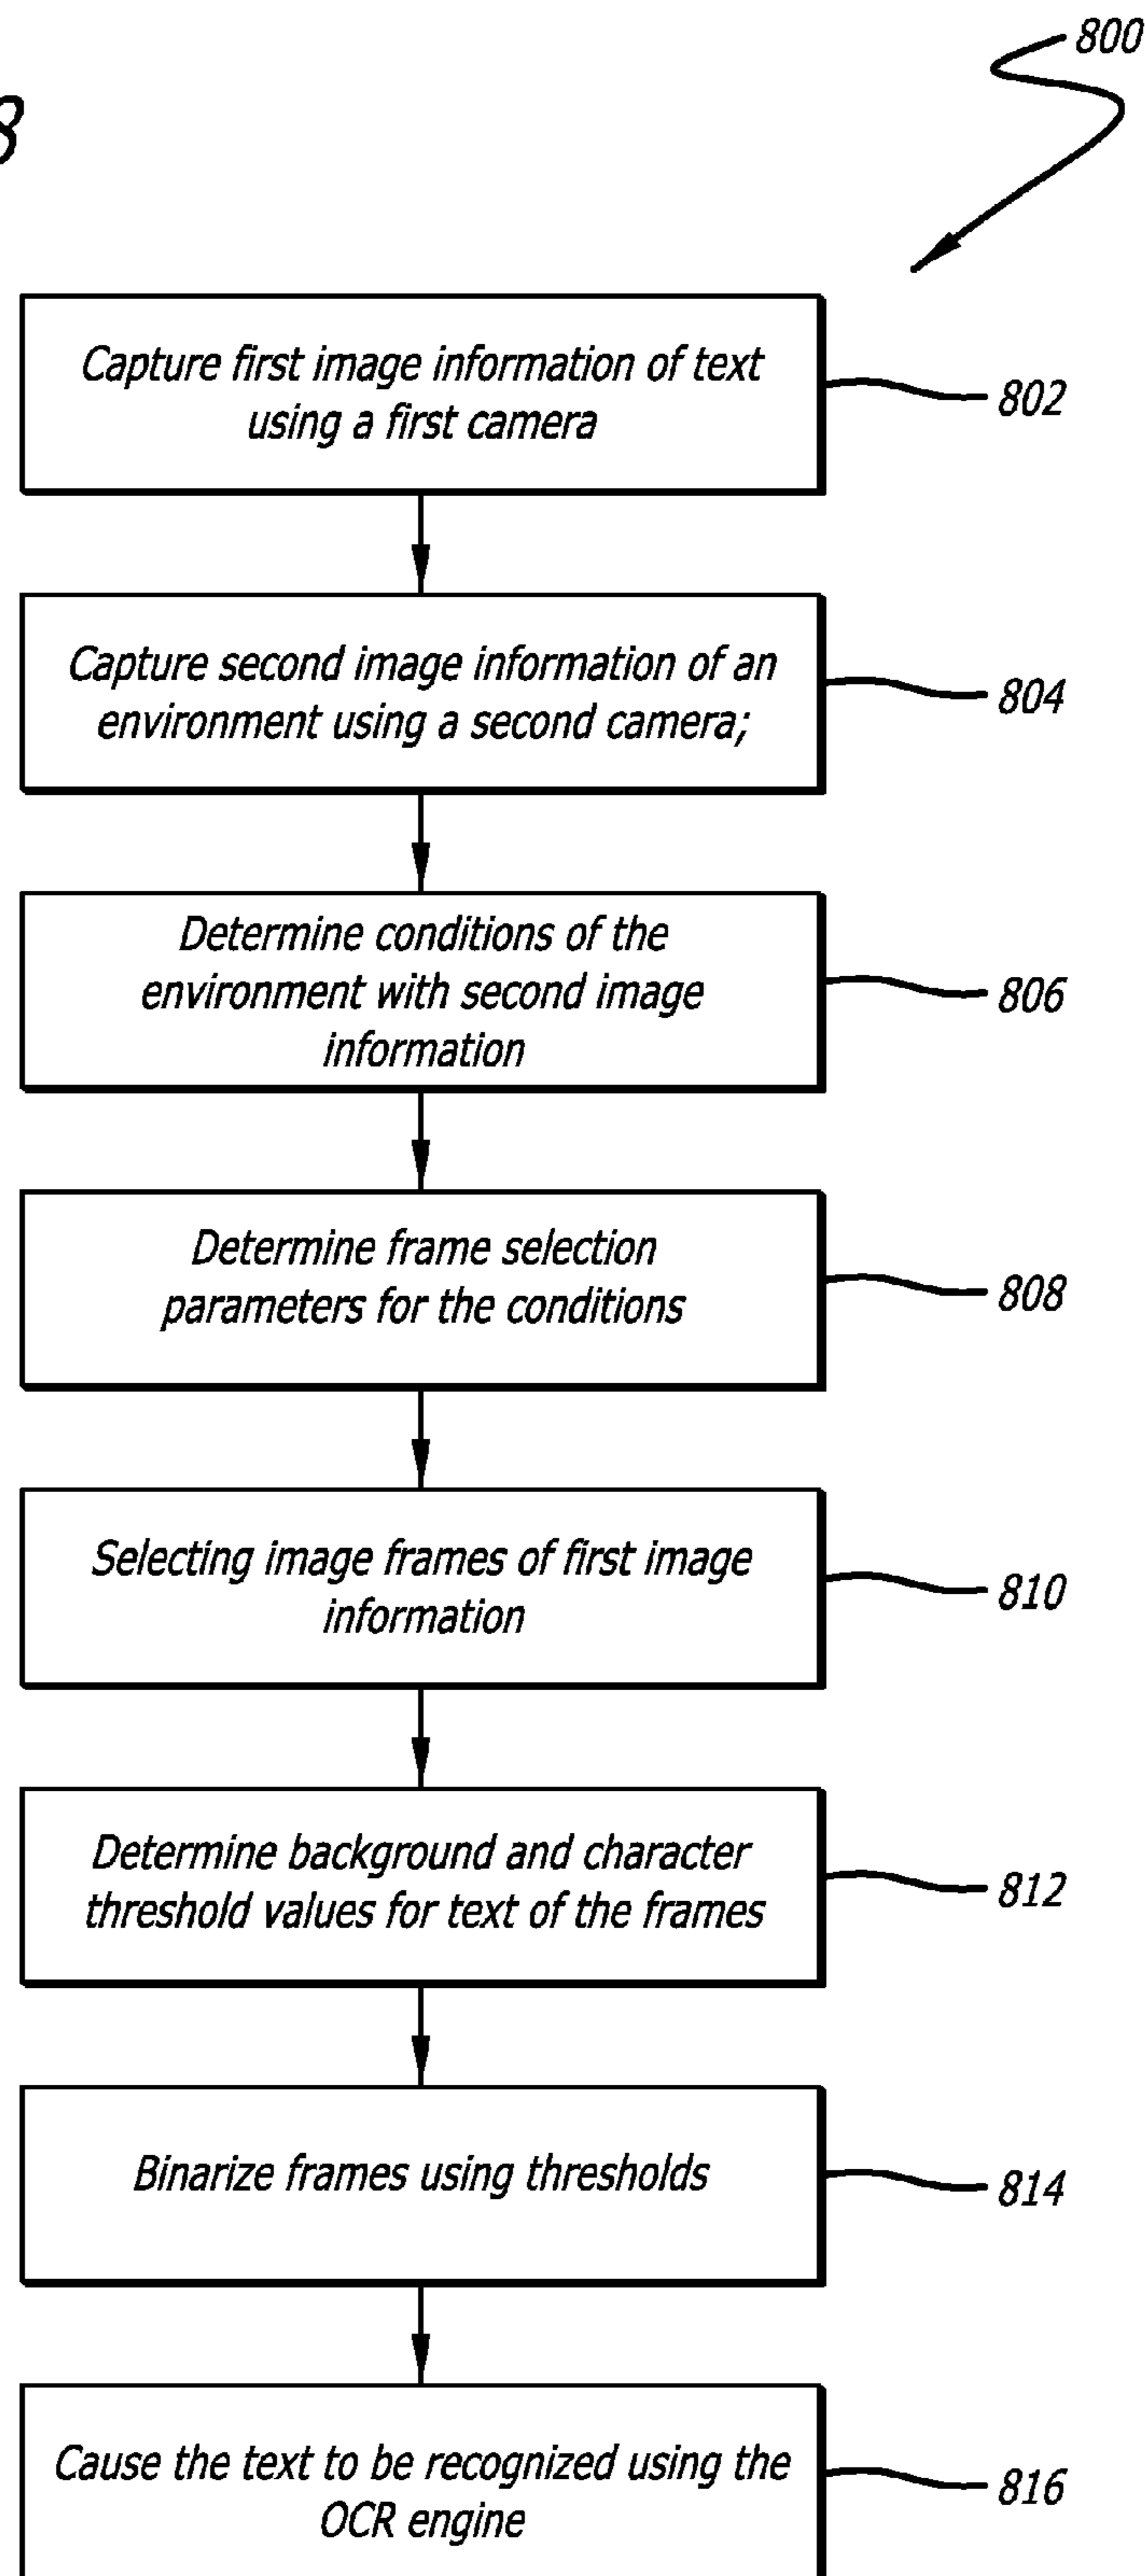 800
8
Capture first image information of text
using a first camera
802
Capture second image information of an
environment using a second camera;
804
Determine conditions of the
environment with second image
information
806
Determine frame selection
parameters for the conditions
808
Selecting image frames of first image
information
810
Determine background and character
threshold values for text of the frames
812
Binarize frames using thresholds
814
Cause the text to be recognized using the
OCR engine
816